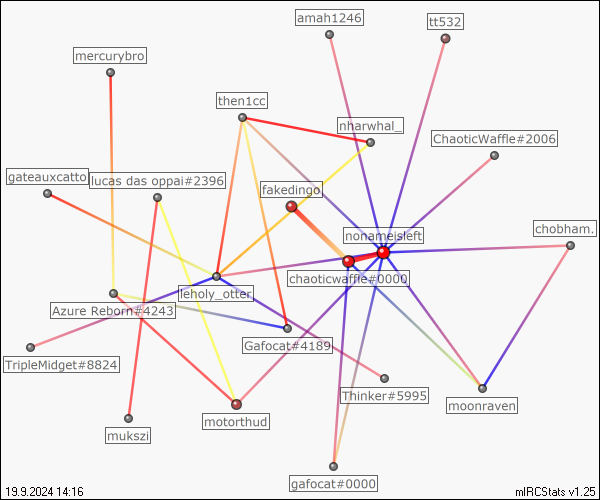 amah1246
tt532
mercurybro
then1cc
nharwhal_
ChaoticWaffle#2006
gateauxcatto
lucas das oppai#2396
fakedingo
chobham.
nonameisleft
chaoticwaffle#0000
leholy_otter
Azure Reborn#4243
Gafocat#4189
TripleMidget#8824
Thinker#5995
moonraven
motorthud
mukszi
gafocat#0000
19.9.2024 14:16
mIRCStats v1.25